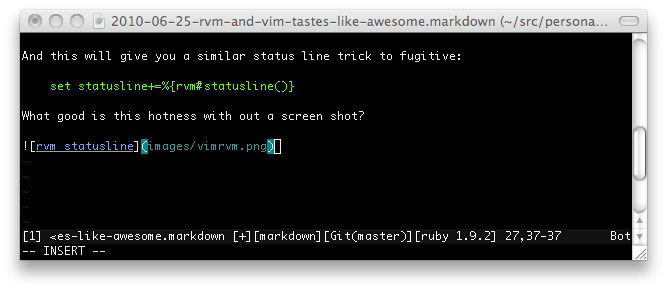 2010-06-25-rvm-and-vim-tastes-like-awesome.markdown (~/src/persona...
And this will give you a similar status line trick to fugitive:
set statusline+=%{rvm#statusline()}
What good is this hotness with out a screen shot?
![rvm statusline](images/vimrvm.png)
~
~
~
~
[1] <es-like-awesome.markdown [+][markdown][Git(master)][ruby 1.9.2] 27,37-37 Bot
-- INSERT --